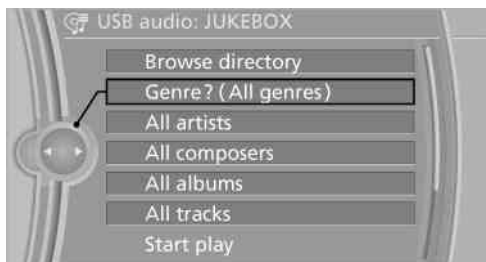 USB audio: JUKEBOX
Browse directory
Genre? (All genres)
All artists
All composers
All albums
All tracks
Start play